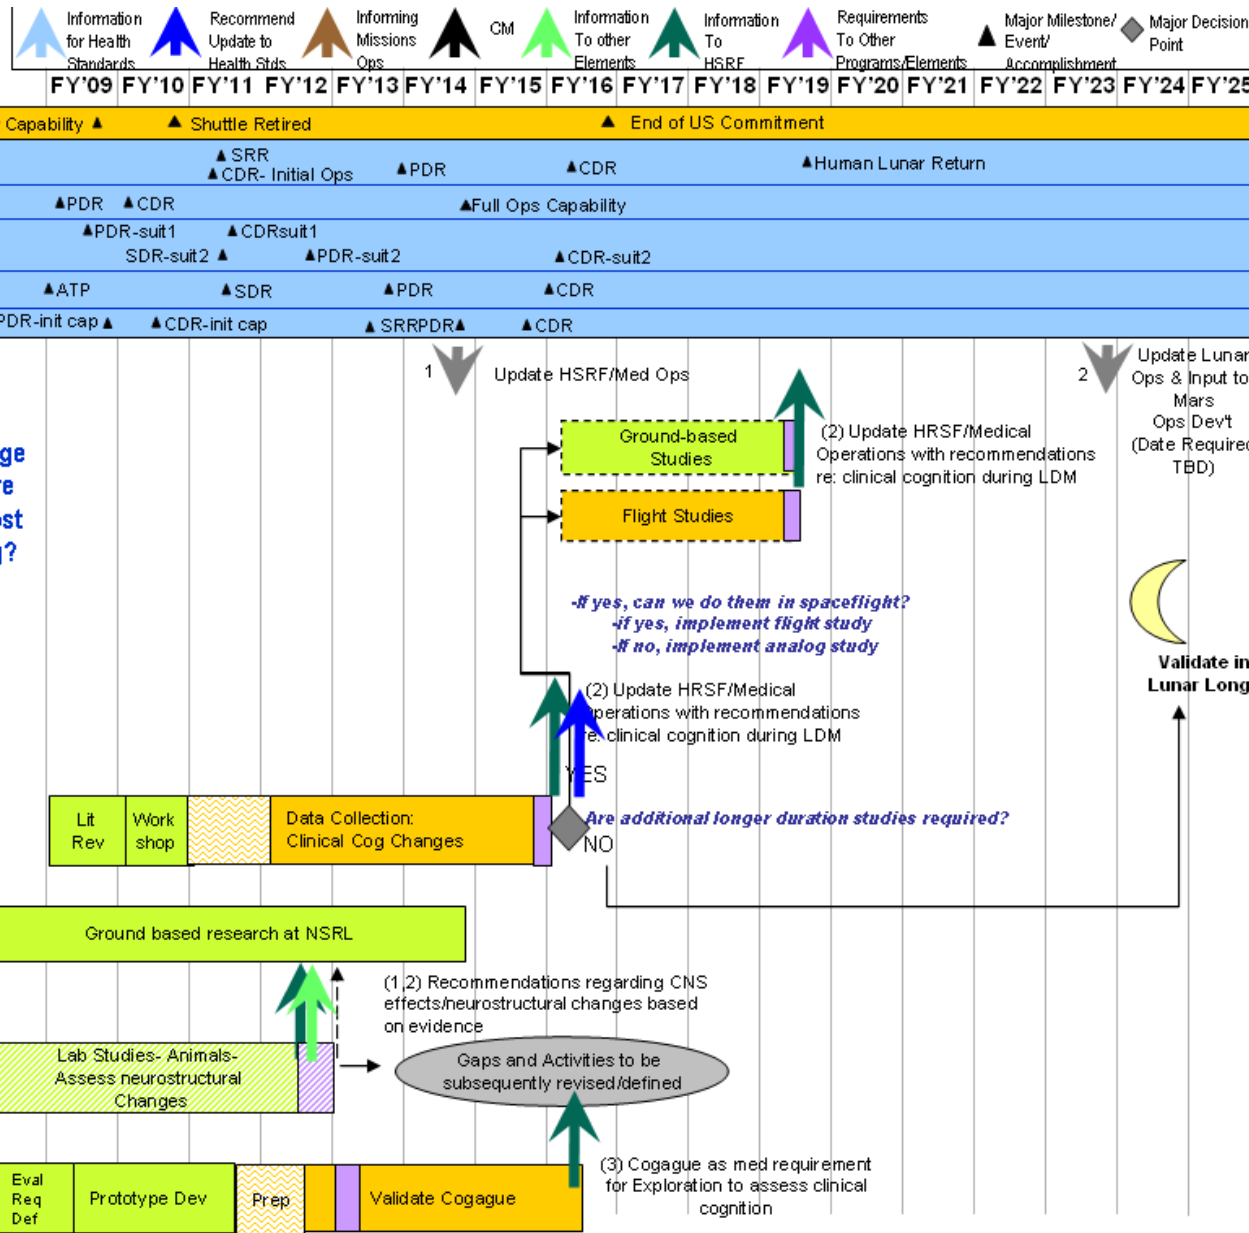 Information
for Health
Standards
Recommend
Update to
Health Stds
Informing
Missions
Ops
CM
Information
To other
Elements
Information
To
HSRF
Requirements
To Other
Programs/Elements
Major Milestone/
Event/
Accomplishment
Major Decision
Point
FY'09 FY'10 FY'11 FY'12 FY'13 FY'14 FY'15 FY'16 FY'17 FY'18 FY'19 FY'20 FY'21 FY'22 FY'23 FY'24 FY'25
Capability Shuttle Retired End of US Commitment
SRR
CDR- Initial Ops PDR CDR Human Lunar Return
PDR CDR Full Ops Capability
PDR-suit1 CDRsuit1
SDR-suit2 PDR-suit2 CDR-suit2
ATP SDR PDR CDR
PDR-init cap CDR-init cap SRR PDR CDR
1 Update HSRF/Med Ops
2 Update Lunar
Ops & Input to
Mars
Ops Dev't
(Date Required
TBD)
Ground-based
Studies
(2) Update HRSF/Medical
Operations with recommendations
re: clinical cognition during LDM
Flight Studies
-If yes, can we do them in spaceflight?
-if yes, implement flight study
-If no, implement analog study
Validate in
Lunar Long
(2) Update HRSF/Medical
Operations with recommendations
re: clinical cognition during LDM
YES
Lit
Rev
Work
shop
Data Collection:
Clinical Cog Changes
Are additional longer duration studies required?
NO
Ground based research at NSRL
(1,2) Recommendations regarding CNS
effects/neurostructural changes based
on evidence
Lab Studies- Animals-
Assess neurostructural
Changes
Gaps and Activities to be
subsequently revised/defined
Eval
Req
Def
Prototype Dev
Prep
Validate Cogague
(3) Cogague as med requirement
for Exploration to assess clinical
cognition